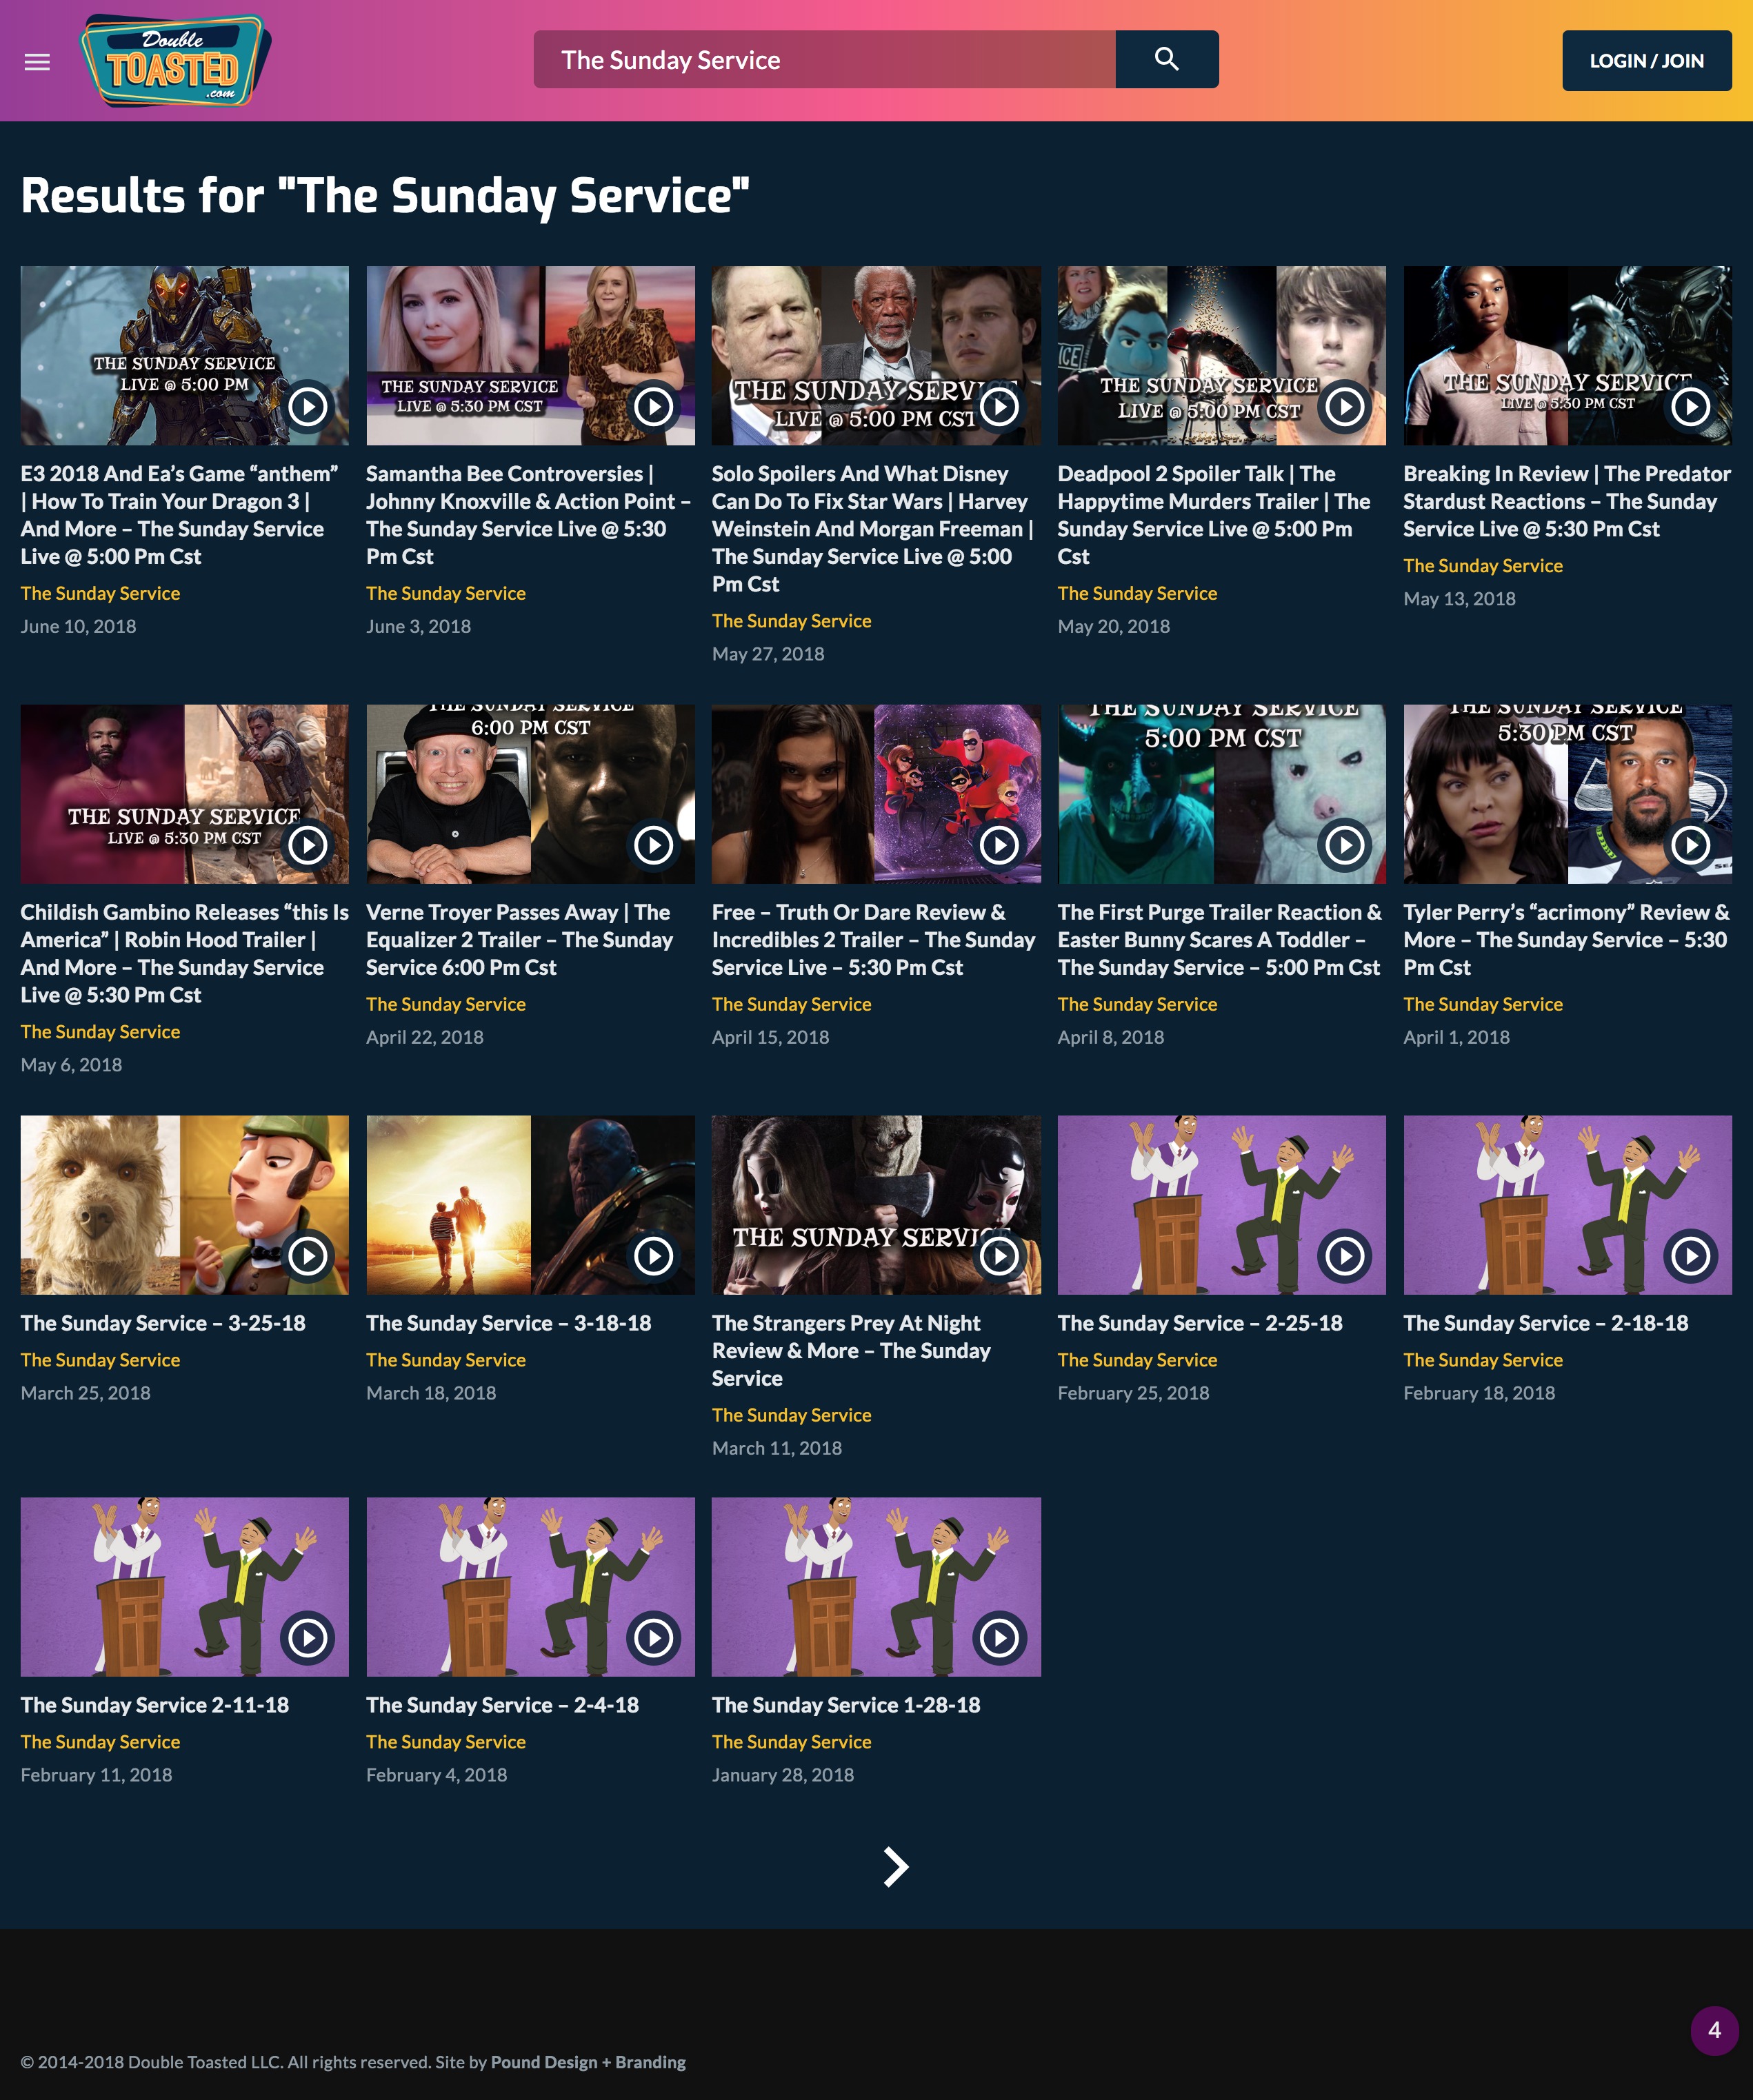 Double
TOASTED
.com
The Sunday Service
LOGIN / JOIN
Results for "The Sunday Service"
THE SUNDAY SERVICE
LIVE @ 5:00 PM
E3 2018 And Ea’s Game “anthem”
| How To Train Your Dragon 3 |
And More – The Sunday Service
Live @ 5:00 Pm Cst
The Sunday Service
June 10, 2018
THE SUNDAY SERVICE
LIVE @ 5:30 PM CST
Samantha Bee Controversies |
Johnny Knoxville & Action Point –
The Sunday Service Live @ 5:30
Pm Cst
The Sunday Service
June 3, 2018
THE SUNDAY SERVICE
LIVE @ 5:00 PM CST
Solo Spoilers And What Disney
Can Do To Fix Star Wars | Harvey
Weinstein And Morgan Freeman |
The Sunday Service Live @ 5:00
Pm Cst
The Sunday Service
May 27, 2018
ICE
THE SUNDAY SERVICE
LIVE @ 5:00 PM CST
Deadpool 2 Spoiler Talk | The
Happytime Murders Trailer | The
Sunday Service Live @ 5:00 Pm
Cst
The Sunday Service
May 20, 2018
THE SUNDAY SERVICE
LIVE @ 5:30 PM CST
Breaking In Review | The Predator
Stardust Reactions – The Sunday
Service Live @ 5:30 Pm Cst
The Sunday Service
May 13, 2018
THE SUNDAY SERVICE
LIVE @ 5:30 PM CST
Childish Gambino Releases “this Is
America” | Robin Hood Trailer |
And More – The Sunday Service
Live @ 5:30 Pm Cst
The Sunday Service
May 6, 2018
THE SUNDAY SERVICE
6:00 PM CST
Verne Troyer Passes Away | The
Equalizer 2 Trailer – The Sunday
Service 6:00 Pm Cst
The Sunday Service
April 22, 2018
Free – Truth Or Dare Review &
Incredibles 2 Trailer – The Sunday
Service Live – 5:30 Pm Cst
The Sunday Service
April 15, 2018
THE SUNDAY SERVICE
5:00 PM CST
The First Purge Trailer Reaction &
Easter Bunny Scares A Toddler –
The Sunday Service – 5:00 Pm Cst
The Sunday Service
April 8, 2018
THE SUNDAY SERVICE
5:30 PM CST
Tyler Perry’s “acrimony” Review &
More – The Sunday Service – 5:30
Pm Cst
The Sunday Service
April 1, 2018
The Sunday Service – 3-25-18
The Sunday Service
March 25, 2018
The Sunday Service – 3-18-18
The Sunday Service
March 18, 2018
THE SUNDAY SERVICE
The Strangers Prey At Night
Review & More – The Sunday
Service
The Sunday Service
March 11, 2018
The Sunday Service – 2-25-18
The Sunday Service
February 25, 2018
The Sunday Service – 2-18-18
The Sunday Service
February 18, 2018
The Sunday Service 2-11-18
The Sunday Service
February 11, 2018
The Sunday Service – 2-4-18
The Sunday Service
February 4, 2018
The Sunday Service 1-28-18
The Sunday Service
January 28, 2018
4
© 2014-2018 Double Toasted LLC. All rights reserved. Site by Pound Design + Branding